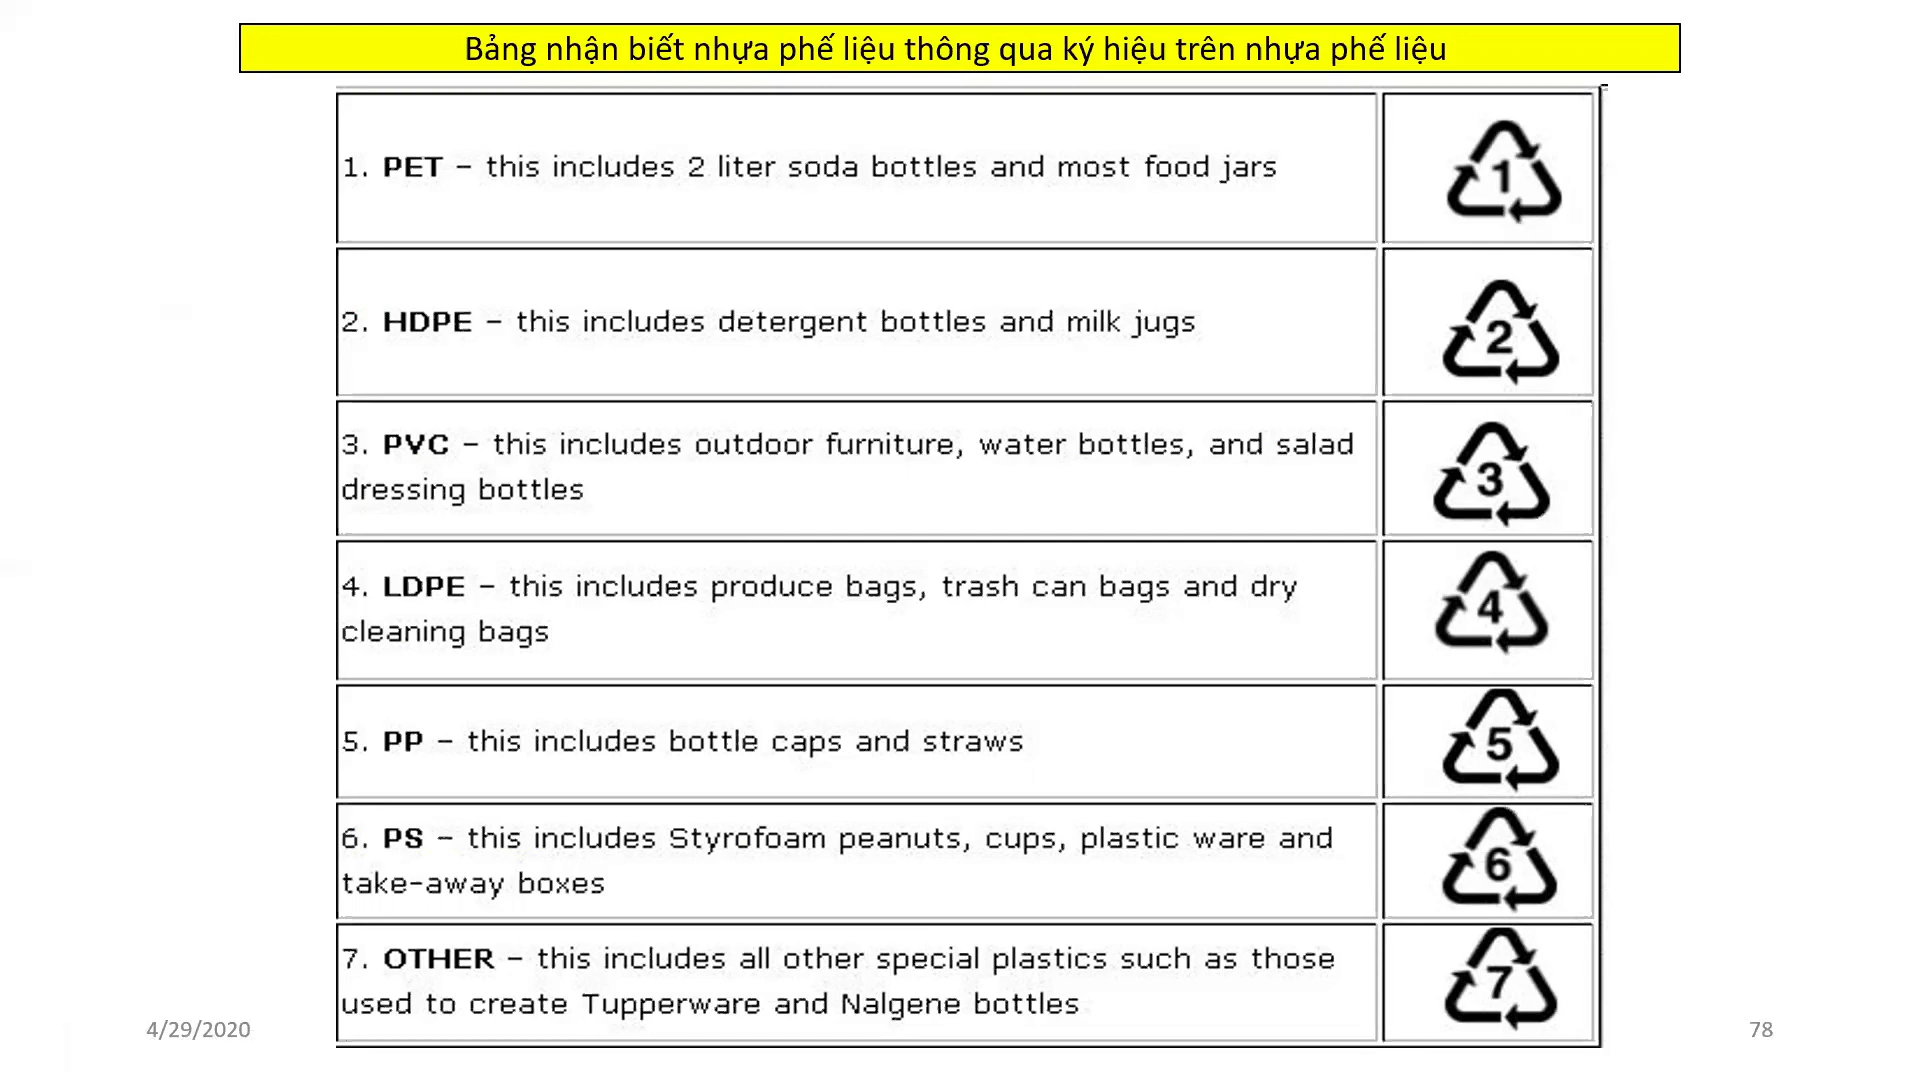 Bảng nhận biết nhựa phế liệu thông qua ký hiệu trên nhựa phế liệu
1. PET – this includes 2 liter soda bottles and most food jars
1
2. HDPE – this includes detergent bottles and milk jugs
2
3. PVC – this includes outdoor furniture, water bottles, and salad
dressing bottles
3
4. LDPE – this includes produce bags, trash can bags and dry
cleaning bags
4
5. PP – this includes bottle caps and straws
5
6. PS – this includes Styrofoam peanuts, cups, plastic ware and
take-away boxes
6
7. OTHER – this includes all other special plastics such as those
used to create Tupperware and Nalgene bottles
7
4/29/2020
78